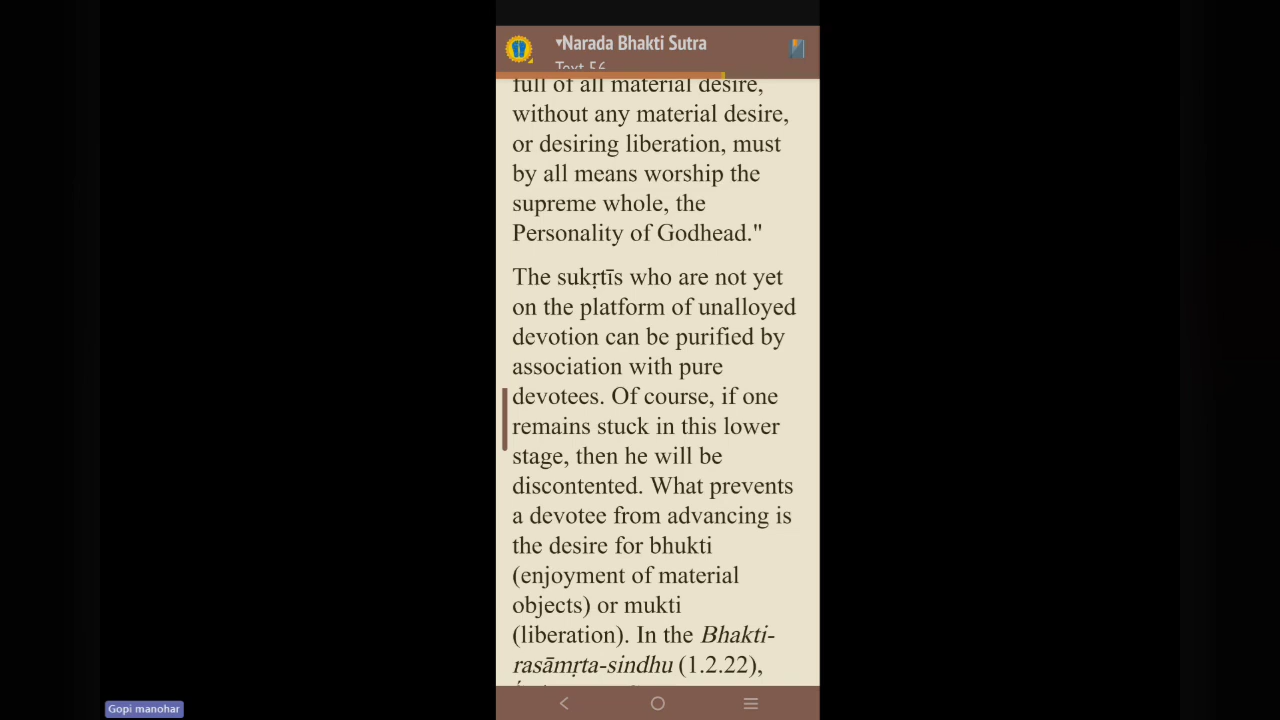 ▾Narada Bhakti Sutra
Text 56
full of all material desire,
without any material desire,
or desiring liberation, must
by all means worship the
supreme whole, the
Personality of Godhead."
The sukṛtīs who are not yet
on the platform of unalloyed
devotion can be purified by
association with pure
devotees. Of course, if one
remains stuck in this lower
stage, then he will be
discontented. What prevents
a devotee from advancing is
the desire for bhukti
(enjoyment of material
objects) or mukti
(liberation). In the Bhakti-
rasāmṛta-sindhu (1.2.22),
Gopi manohar